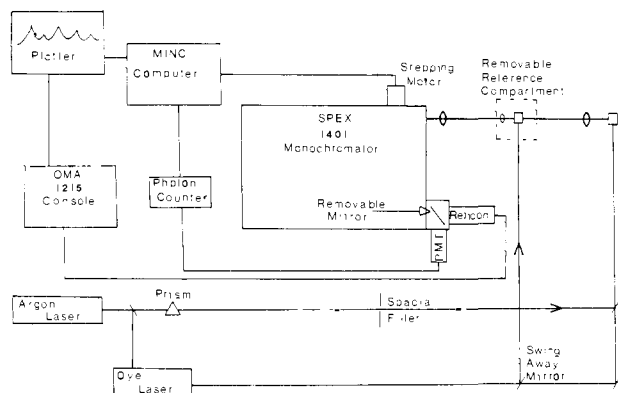 Plotter
MINC
Computer
Stepping
Motor
Removable
Reference
Compartment
SPEX
1401
Monochromator
OMA
1215
Console
Photon
Counter
Removable
Mirror
Reticon
PMT
Argon
Laser
Prism
Spacial
Filter
Swing
Away
Mirror
Dye
Laser